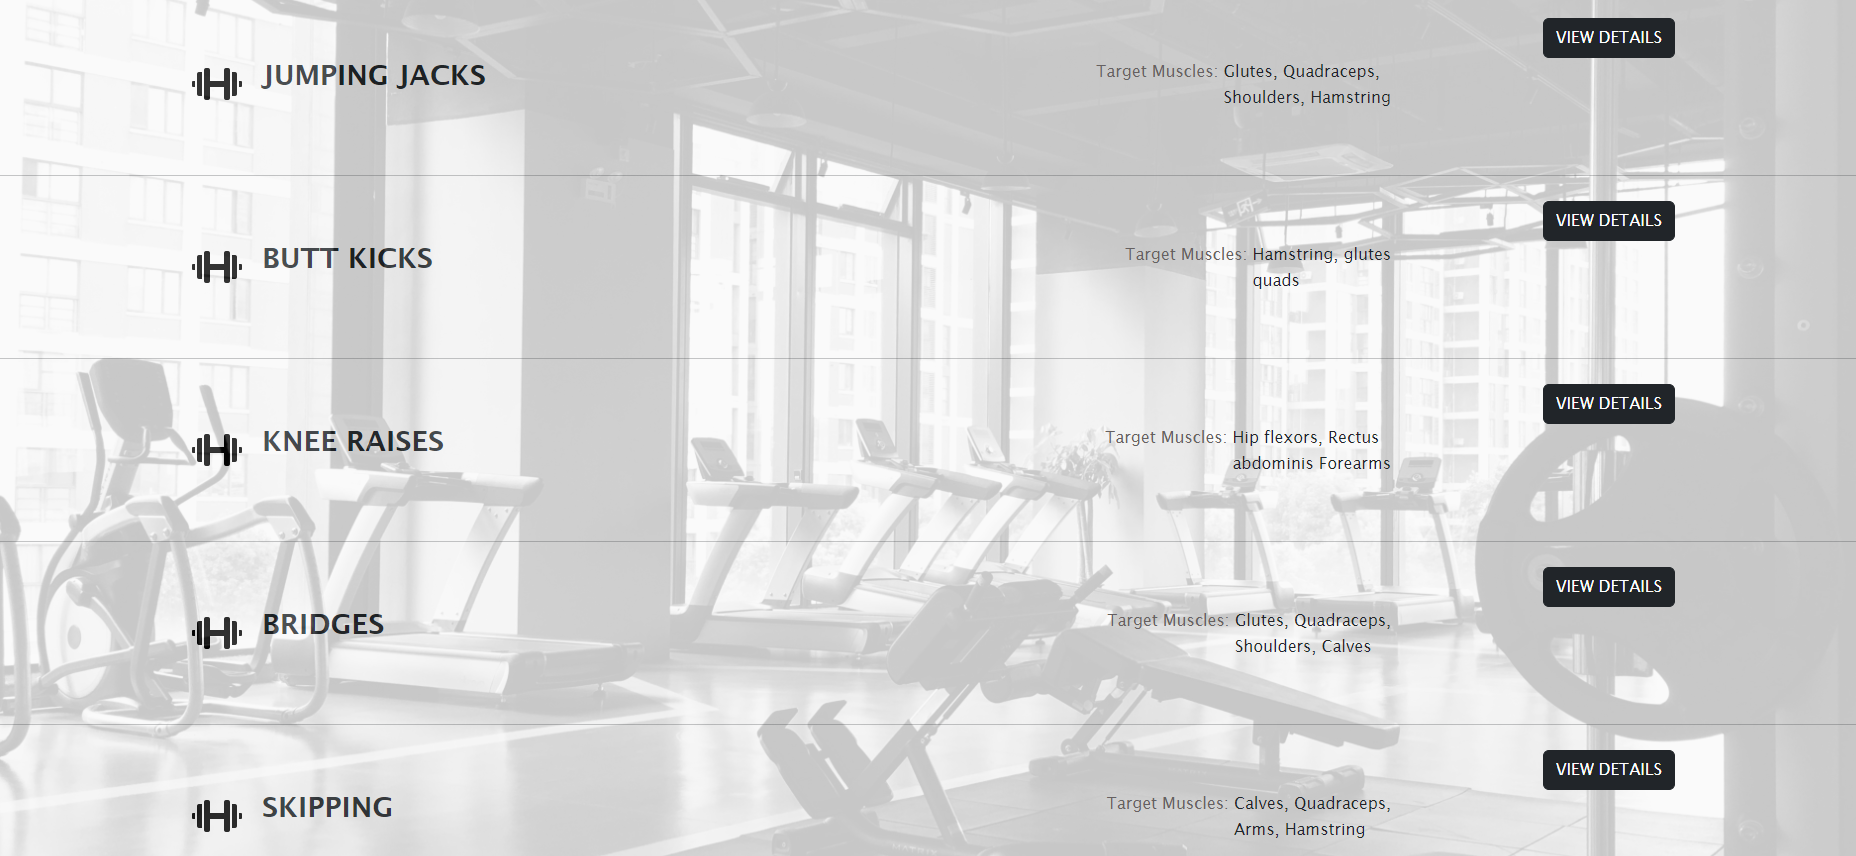 VIEW DETAILS
JUMPING JACKS
Target Muscles: Glutes, Quadraceps,
Shoulders, Hamstring
VIEW DETAILS
BUTT KICKS
Target Muscles: Hamstring, glutes
quads
VIEW DETAILS
KNEE RAISES
Target Muscles: Hip flexors, Rectus
abdominis Forearms
VIEW DETAILS
BRIDGES
Target Muscles: Glutes, Quadraceps,
Shoulders, Calves
VIEW DETAILS
SKIPPING
Target Muscles: Calves, Quadraceps,
Arms, Hamstring